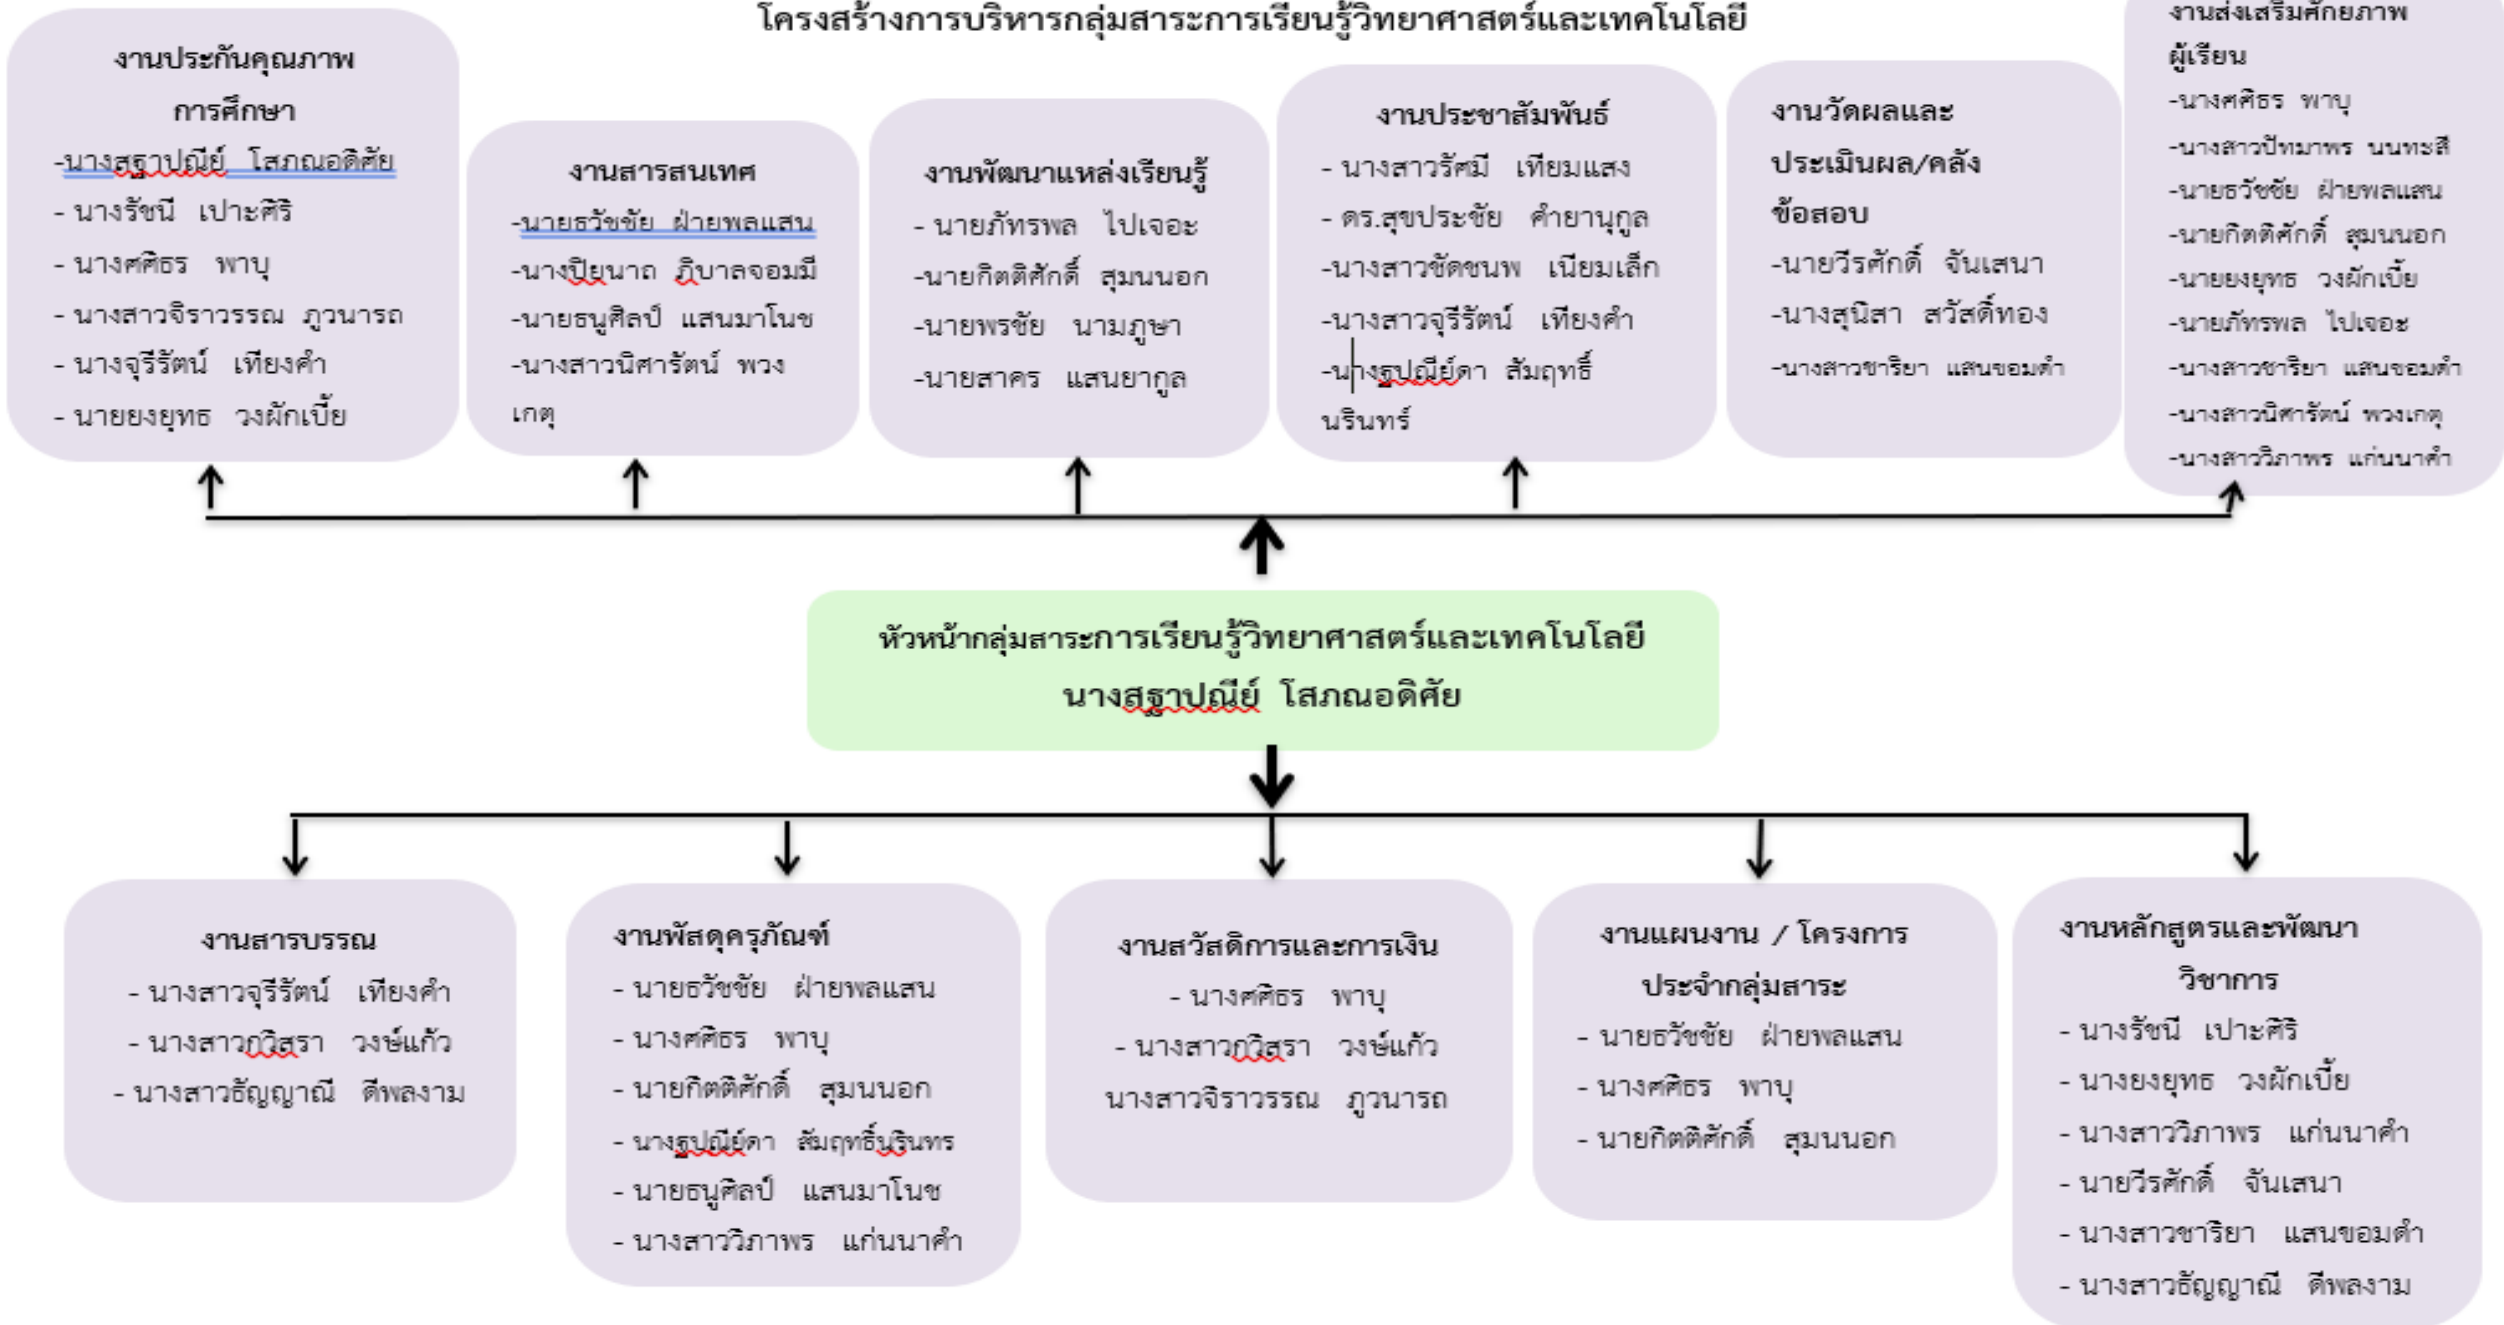 โครงสร้างการบริหารกลุ่มสาระการเรียนรู้วิทยาศาสตร์และเทคโนโลยี
งานประกันคุณภาพ
การศึกษา
-นางสฐาปณีย์ โสภณอดิศัย
- นางรัชนี เปาะศิริ
- นางศศิธร พาบุ
- นางสาวจิราวรรณ ภูวนารถ
- นางจุรีรัตน์ เทียงคำ
- นายยงยุทธ วงผักเบี้ย
งานสารสนเทศ
-นายธวัชชัย ฝ่ายพลแสน
-นางปิยนาถ ภิบาลจอมมี
-นายธนูศิลป์ แสนมาโนช
-นางสาวนิศารัตน์ พวง
เกตุ
งานพัฒนาแหล่งเรียนรู้
- นายภัทรพล ไปเจอะ
-นายกิตติศักดิ์ สุมนนอก
-นายพรชัย นามภูษา
-นายสาคร แสนยากูล
งานประชาสัมพันธ์
- นางสาวรัศมี เทียมแสง
- ดร.สุขประชัย คำยานุกูล
-นางสาวชัดชนพ เนียมเล็ก
-นางสาวจุรีรัตน์ เทียงคำ
-นางฐปณีย์ดา สัมฤทธิ์
นรินทร์
งานวัดผลและ
ประเมินผล/คลัง
ข้อสอบ
-นายวีรศักดิ์ จันเสนา
-นางสุนิสา สวัสดิ์ทอง
-นางสาวชาริยา แสนขอมดำ
งานส่งเสริมศักยภาพ
ผู้เรียน
-นางศศิธร พาบุ
-นางสาวปัทมาพร นนทะสี
-นายธวัชชัย ฝ่ายพลแสน
-นายกิตติศักดิ์ สุมนนอก
-นายยงยุทธ วงผักเบี้ย
-นายภัทรพล ไปเจอะ
-นางสาวชาริยา แสนขอมดำ
-นางสาวนิศารัตน์ พวงเกตุ
-นางสาววิภาพร แก่นนาคำ
หัวหน้ากลุ่มสาระการเรียนรู้วิทยาศาสตร์และเทคโนโลยี
นางสฐาปณีย์ โสภณอดิศัย
งานสารบรรณ
- นางสาวจุรีรัตน์ เทียงคำ
- นางสาวกวิสรา วงษ์แก้ว
- นางสาวธัญญาณี ดีพลงาม
งานพัสดุครุภัณฑ์
- นายธวัชชัย ฝ่ายพลแสน
- นางศศิธร พาบุ
- นายกิตติศักดิ์ สุมนนอก
- นางฐปณีย์ดา สัมฤทธิ์นรินทร
- นายธนูศิลป์ แสนมาโนช
- นางสาววิภาพร แก่นนาคำ
งานสวัสดิการและการเงิน
- นางศศิธร พาบุ
- นางสาวกวิสรา วงษ์แก้ว
นางสาวจิราวรรณ ภูวนารถ
งานแผนงาน / โครงการ
ประจำกลุ่มสาระ
- นายธวัชชัย ฝ่ายพลแสน
- นางศศิธร พาบุ
- นายกิตติศักดิ์ สุมนนอก
งานหลักสูตรและพัฒนา
วิชาการ
- นางรัชนี เปาะศิริ
- นางยงยุทธ วงผักเบี้ย
- นางสาววิภาพร แก่นนาคำ
- นายวีรศักดิ์ จันเสนา
- นางสาวชาริยา แสนขอมดำ
- นางสาวธัญญาณี ดีพลงาม